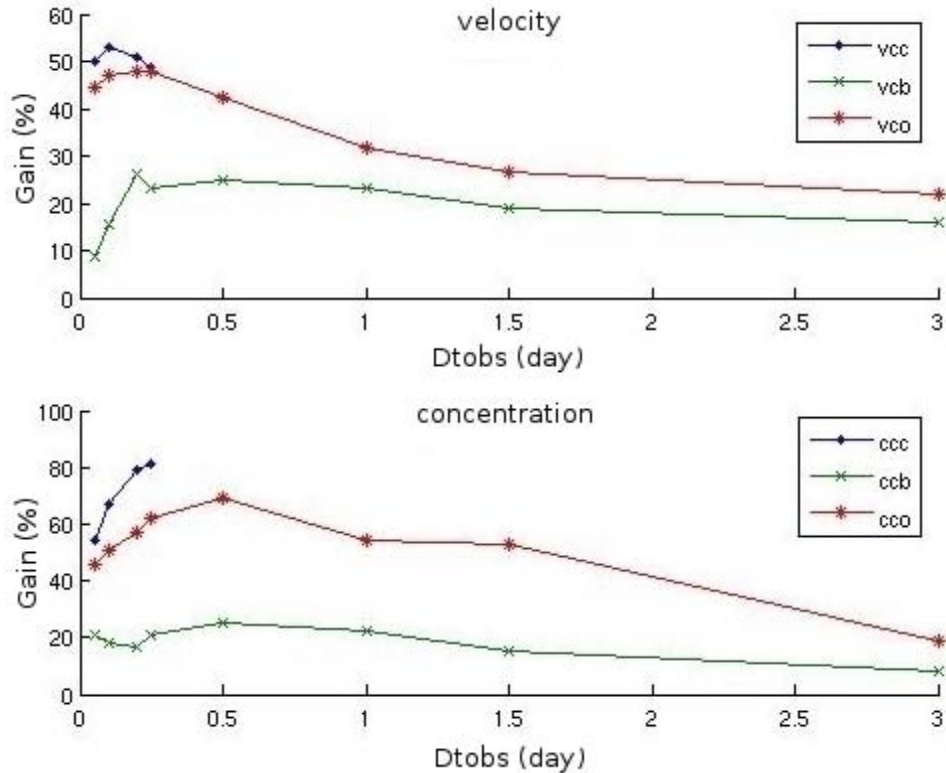 velocity
60
50
40
30
20
10
0
Gain (%)
vcc
vcb
vco
0 0.5 1 1.5 2 2.5 3
Dtobs (day)
concentration
100
80
60
40
20
0
Gain (%)
ccc
ccb
cco
0 0.5 1 1.5 2 2.5 3
Dtobs (day)